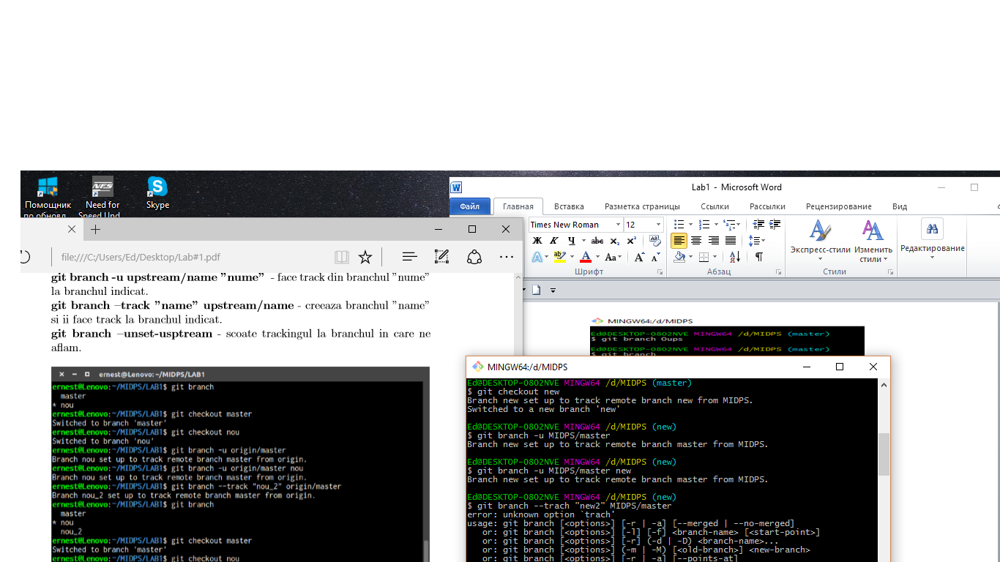 Помощник
по обновл
Need for
Speed Und
Skype
file:///C:/Users/Ed/Desktop/Lab#1.pdf
git branch -u upstream/name ”nume” - face track din branchul ”nume”
la branchul indicat.
git branch –track ”name” upstream/name - creeaza branchul ”name”
si ii face track la branchul indicat.
git branch –unset-usptream - scoate trackingul la branchul in care ne
aflam.
ernest@Lenovo: ~/MIDPS/LAB1
ernest@Lenovo:~/MIDPS/LAB1$ git branch
master
* nou
ernest@Lenovo:~/MIDPS/LAB1$ git checkout master
Switched to branch 'master'
ernest@Lenovo:~/MIDPS/LAB1$ git checkout nou
Switched to branch 'nou'
ernest@Lenovo:~/MIDPS/LAB1$ git branch -u origin/master
Branch nou set up to track remote branch master from origin.
ernest@Lenovo:~/MIDPS/LAB1$ git branch -u origin/master nou
Branch nou set up to track remote branch master from origin.
ernest@Lenovo:~/MIDPS/LAB1$ git branch --track "nou_2" origin/master
Branch nou_2 set up to track remote branch master from origin.
ernest@Lenovo:~/MIDPS/LAB1$ git branch
master
* nou
nou_2
ernest@Lenovo:~/MIDPS/LAB1$ git checkout master
Switched to branch 'master'
ernest@Lenovo:~/MIDPS/LAB1$ git checkout nou
Lab1 - Microsoft Word
Файл Главная Вставка Разметка страницы Ссылки Рассылки Рецензирование Вид
Times New Roman 12
Ж К Ч abc x₂ x²
Aa A A
Шрифт
Абзац
Экспресс-стили
Изменить
стили
Стили
Редактирование
MINGW64:/d/MIDPS
Ed@DESKTOP-0802NVE MINGW64 /d/MIDPS (master)
$ git branch Oups
Ed@DESKTOP-0802NVE MINGW64 /d/MIDPS (master)
$ git branch
MINGW64:/d/MIDPS
Ed@DESKTOP-0802NVE MINGW64 /d/MIDPS (master)
$ git checkout new
Branch new set up to track remote branch new from MIDPS.
Switched to a new branch 'new'
Ed@DESKTOP-0802NVE MINGW64 /d/MIDPS (new)
$ git branch -u MIDPS/master
Branch new set up to track remote branch master from MIDPS.
Ed@DESKTOP-0802NVE MINGW64 /d/MIDPS (new)
$ git branch -u MIDPS/master new
Branch new set up to track remote branch master from MIDPS.
Ed@DESKTOP-0802NVE MINGW64 /d/MIDPS (new)
$ git branch --trach "new2" MIDPS/master
error: unknown option `trach'
usage: git branch [<options>] [-r | -a] [--merged | --no-merged]
or: git branch [<options>] [-l] [-f] <branch-name> [<start-point>]
or: git branch [<options>] [-r] (-d | -D) <branch-name>...
or: git branch [<options>] (-m | -M) [<old-branch>] <new-branch>
or: git branch [<options>] [-r | -a] [--points-at]